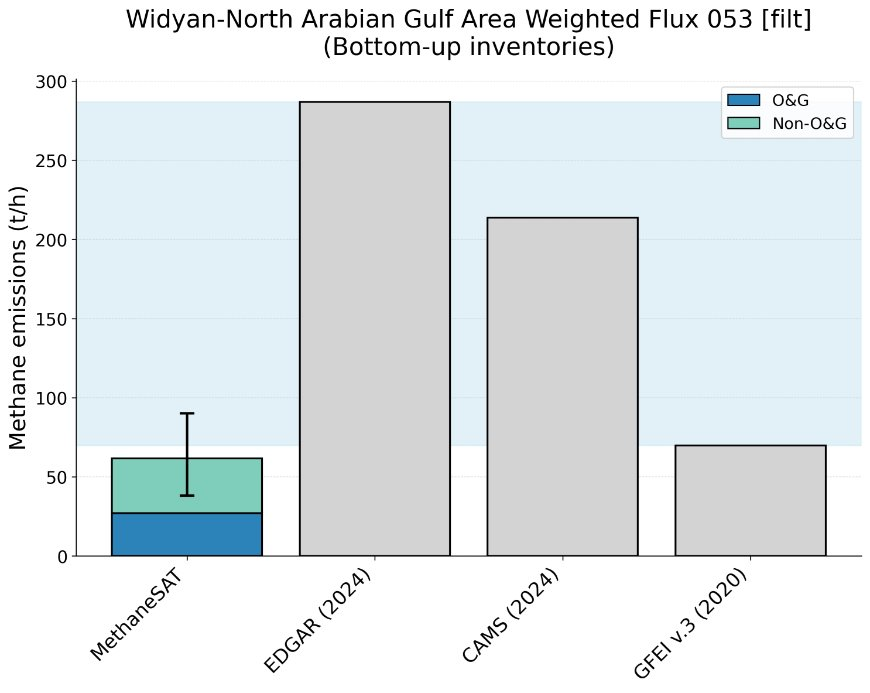 Widyan-North Arabian Gulf Area Weighted Flux 053 [filt]
(Bottom-up inventories)
Methane emissions (t/h)
300
250
200
150
100
50
0
O&G
Non-O&G
MethaneSAT
EDGAR (2024)
CAMS (2024)
GFEI v.3 (2020)